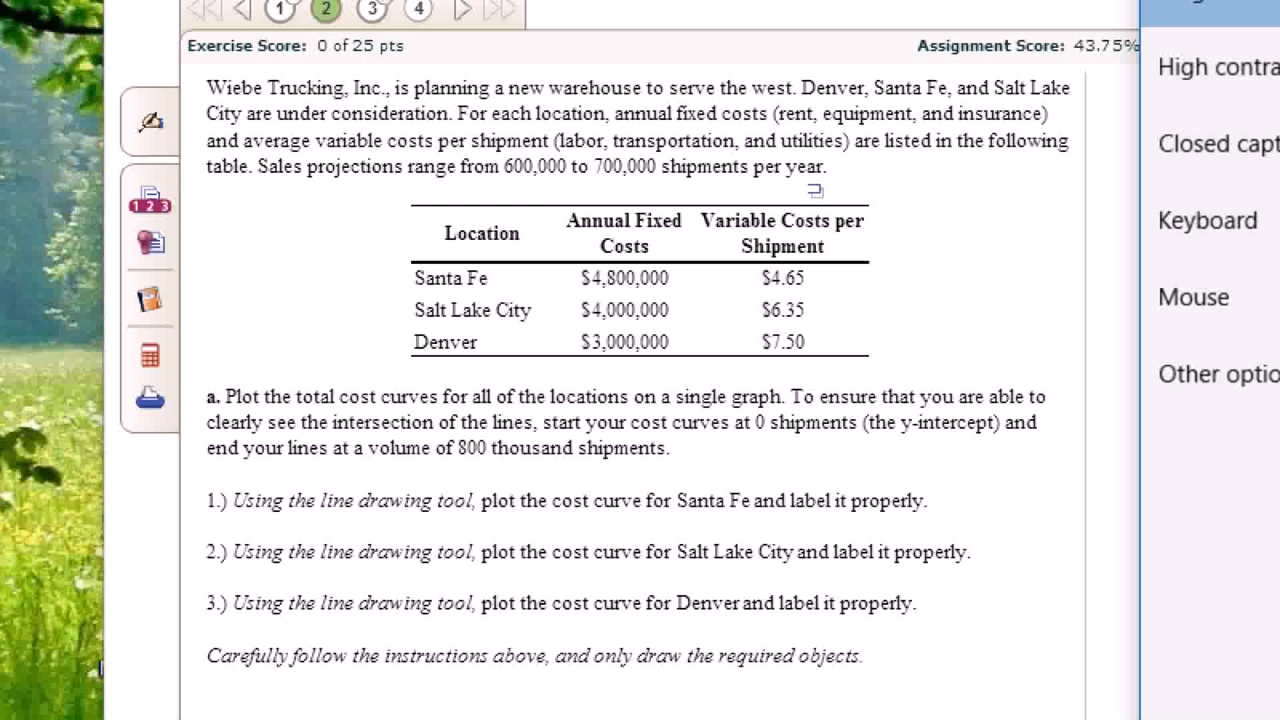 1 2 3 4
Exercise Score: 0 of 25 pts
Assignment Score: 43.75%
Wiebe Trucking, Inc., is planning a new warehouse to serve the west. Denver, Santa Fe, and Salt Lake
City are under consideration. For each location, annual fixed costs (rent, equipment, and insurance)
and average variable costs per shipment (labor, transportation, and utilities) are listed in the following
table. Sales projections range from 600,000 to 700,000 shipments per year.
Location Annual Fixed Costs Variable Costs per Shipment
Santa Fe $4,800,000 $4.65
Salt Lake City $4,000,000 $6.35
Denver $3,000,000 $7.50
a. Plot the total cost curves for all of the locations on a single graph. To ensure that you are able to
clearly see the intersection of the lines, start your cost curves at 0 shipments (the y-intercept) and
end your lines at a volume of 800 thousand shipments.
1.) Using the line drawing tool, plot the cost curve for Santa Fe and label it properly.
2.) Using the line drawing tool, plot the cost curve for Salt Lake City and label it properly.
3.) Using the line drawing tool, plot the cost curve for Denver and label it properly.
Carefully follow the instructions above, and only draw the required objects.
1 2 3
High contra
Closed capt
Keyboard
Mouse
Other optio